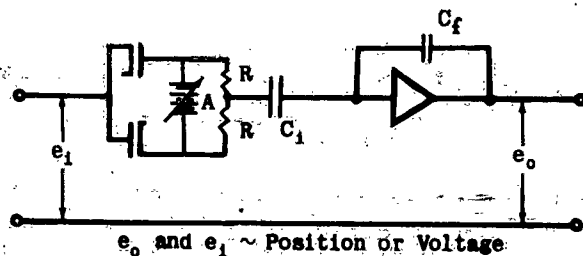 C_f
R
A
R
C_i
e_i
e_o
e_o and e_i ~ Position or Voltage